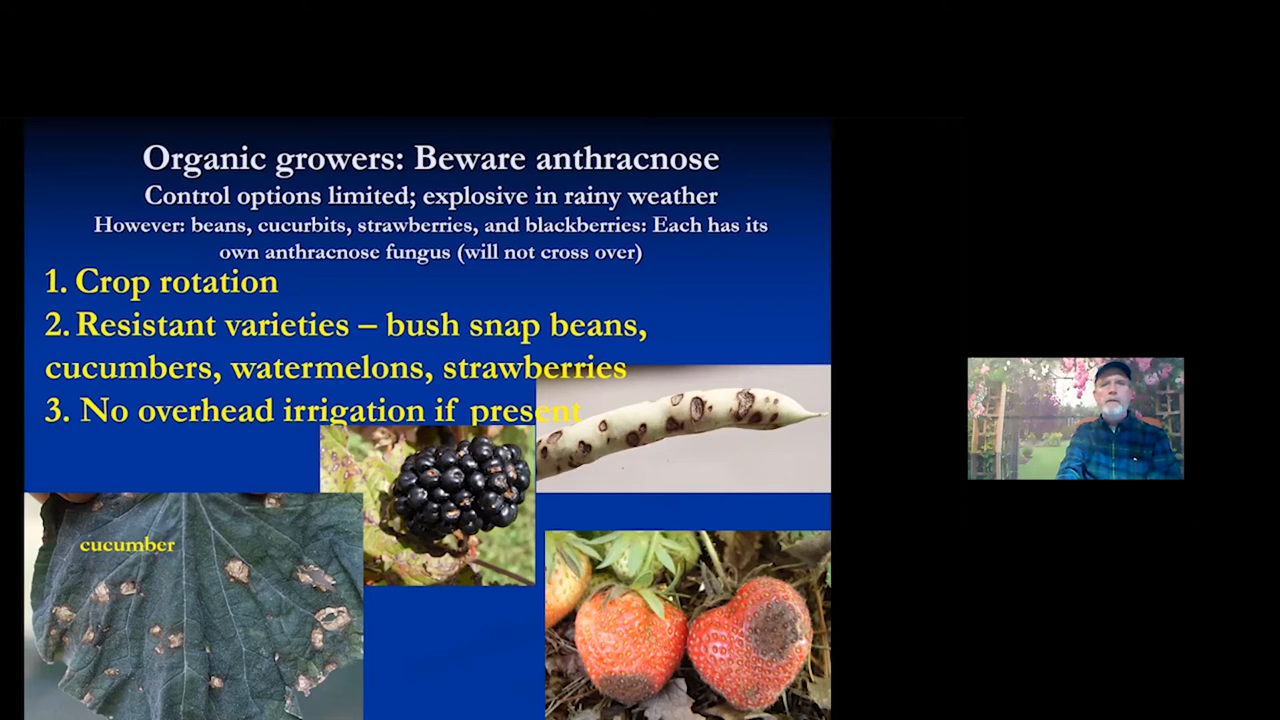 Organic growers: Beware anthracnose
Control options limited; explosive in rainy weather
However: beans, cucurbits, strawberries, and blackberries: Each has its
own anthracnose fungus (will not cross over)
1. Crop rotation
2. Resistant varieties – bush snap beans,
cucumbers, watermelons, strawberries
3. No overhead irrigation if present
cucumber